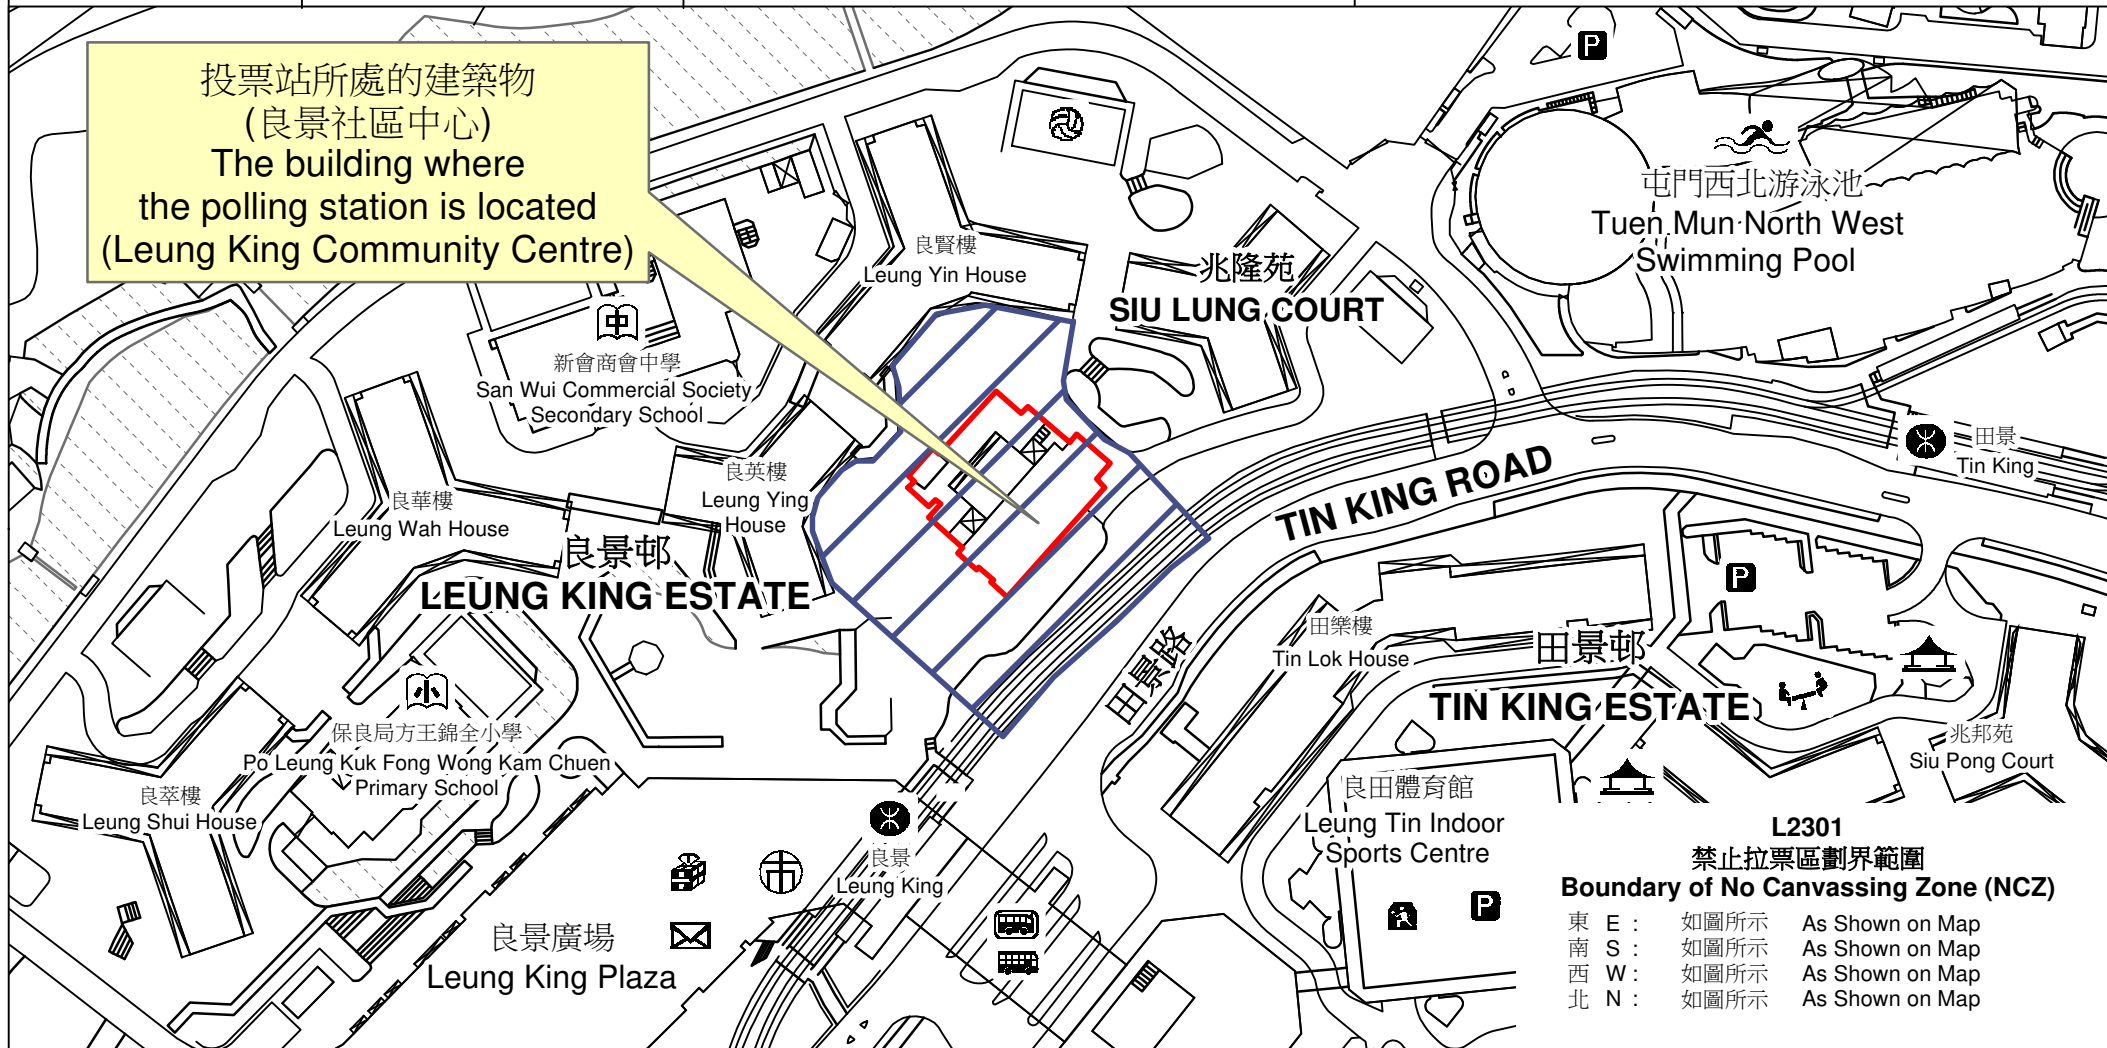 投票站所處的建築物
(良景社區中心)
The building where
the polling station is located
(Leung King Community Centre)
P
屯門西北游泳池
Tuen Mun North West
Swimming Pool
良賢樓
Leung Yin House
兆隆苑
SIU LUNG COURT
中
新會商會中學
San Wui Commercial Society
Secondary School
田景
Tin King
TIN KING ROAD
良英樓
Leung Ying
House
良華樓
Leung Wah House
良景邨
LEUNG KING ESTATE
P
田景路
田樂樓
Tin Lok House
田景邨
TIN KING ESTATE
小
保良局方王錦全小學
Po Leung Kuk Fong Wong Kam Chuen
Primary School
兆邦苑
Siu Pong Court
良萃樓
Leung Shui House
良景
Leung King
市
良田體育館
Leung Tin Indoor
Sports Centre
P
良景廣場
Leung King Plaza
L2301
禁止拉票區劃界範圍
Boundary of No Canvassing Zone (NCZ)
東 E : 如圖所示 As Shown on Map
南 S : 如圖所示 As Shown on Map
西 W : 如圖所示 As Shown on Map
北 N : 如圖所示 As Shown on Map